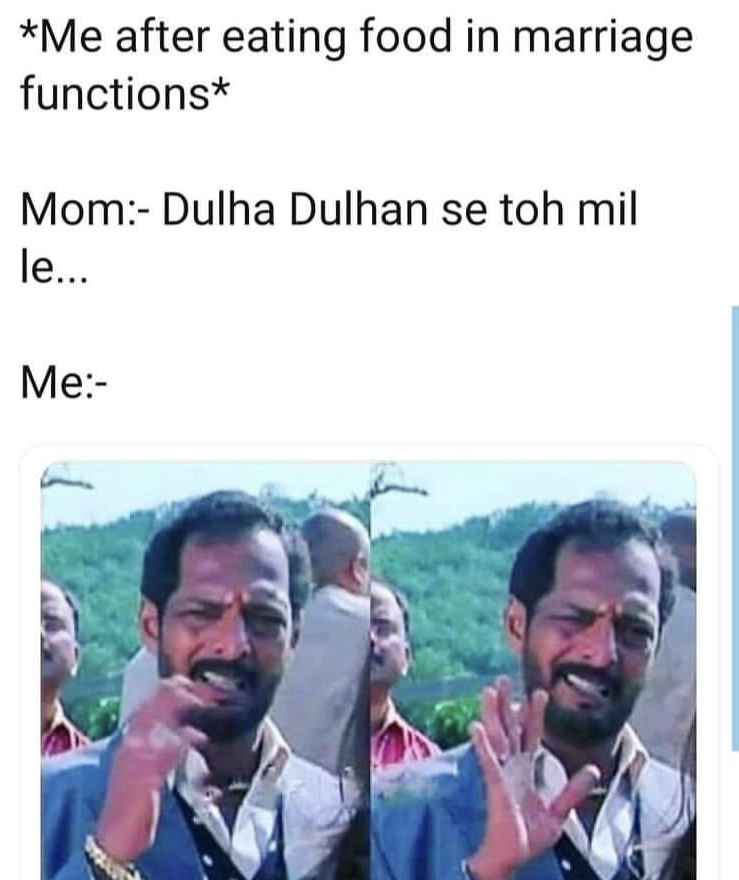 *Me after eating food in marriage
functions*
Mom:- Dulha Dulhan se toh mil
le...
Me:-